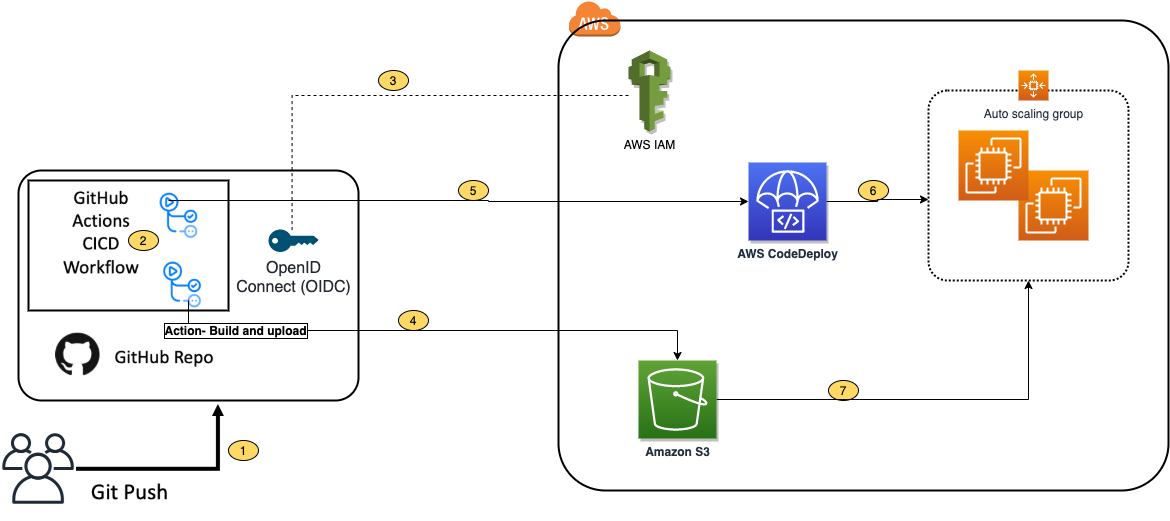 AWS
3
Auto scaling group
AWS IAM
GitHub
Actions
CICD
Workflow
2
5
6
OpenID
Connect (OIDC)
AWS CodeDeploy
Action- Build and upload
4
GitHub Repo
7
Amazon S3
1
Git Push